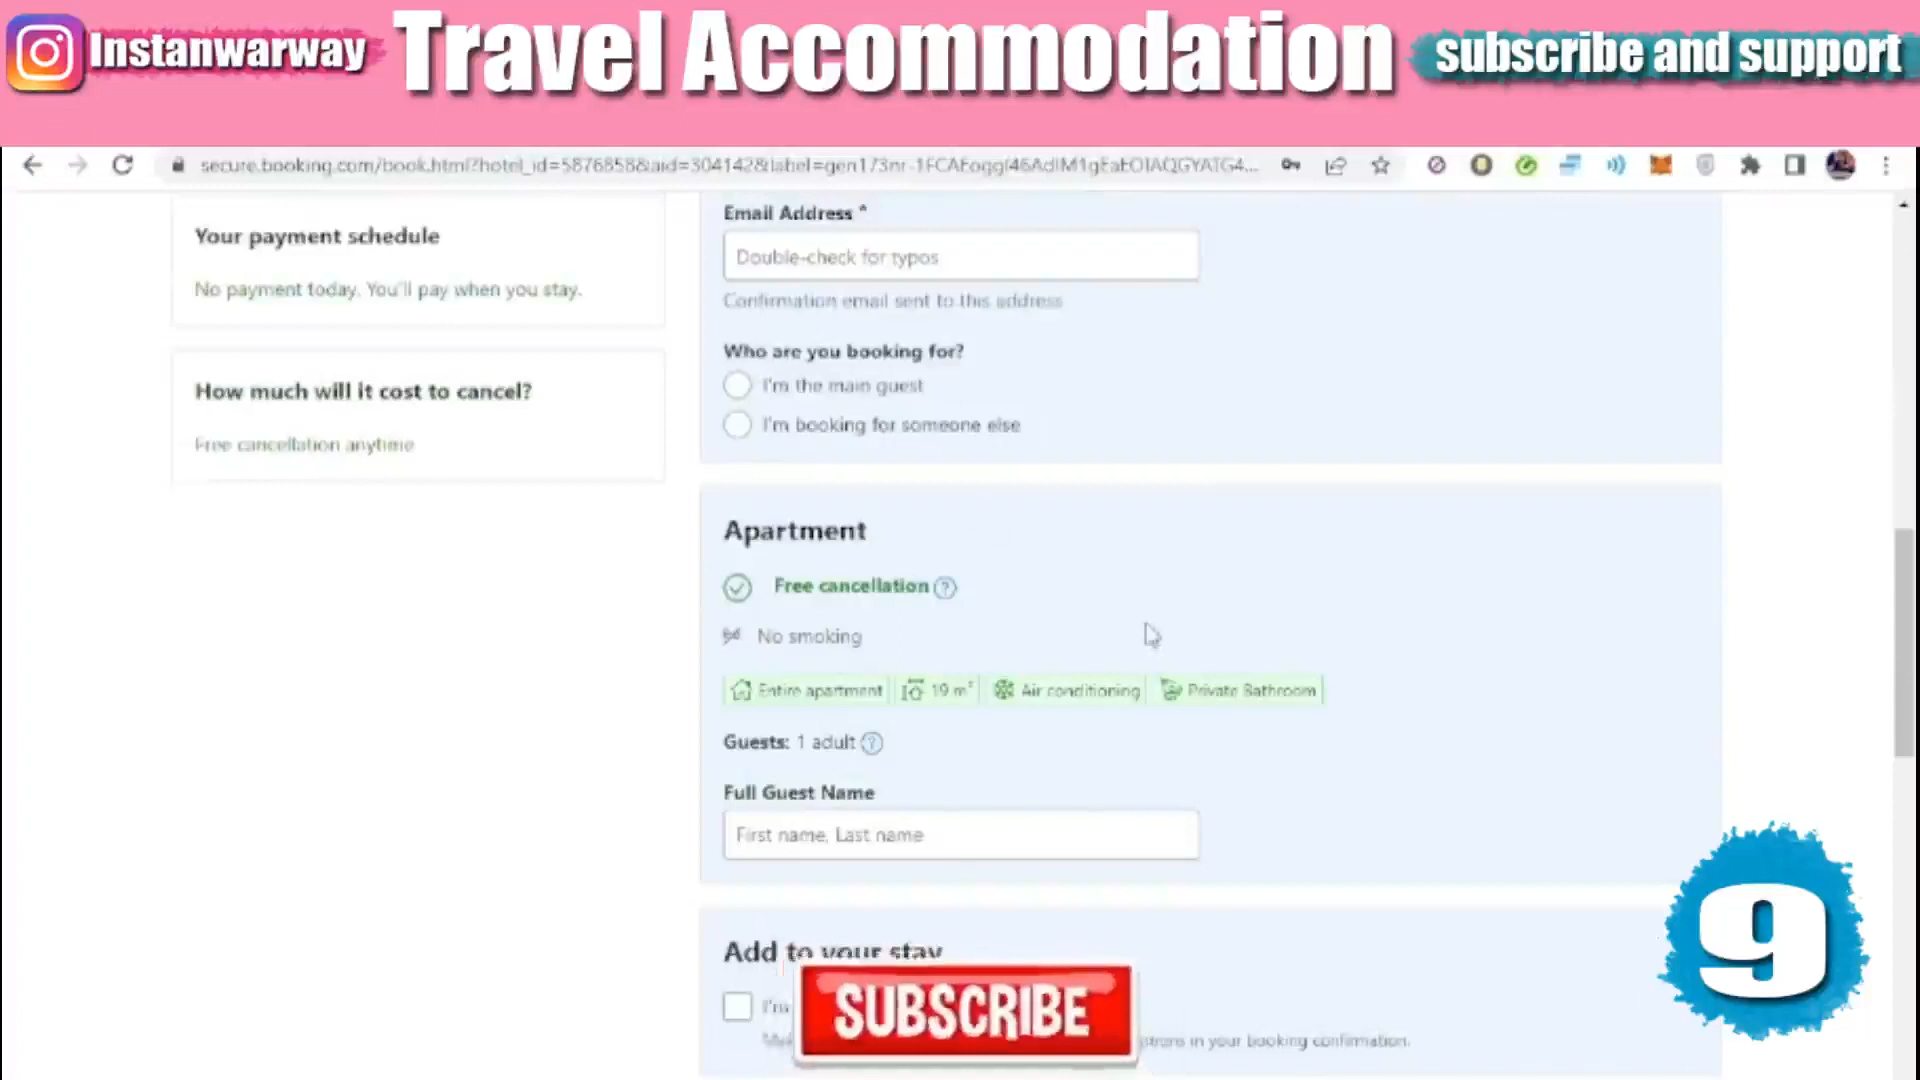 Instanwarway
Travel Accommodation
subscribe and support
Your payment schedule
No payment today. You'll pay when you stay.
How much will it cost to cancel?
Free cancellation anytime
Email Address *
Double-check for typos
Confirmation email sent to this address
Who are you booking for?
I'm the main guest
I'm booking for someone else
Apartment
Free cancellation
No smoking
Entire apartment
19 m²
Air conditioning
Private Bathroom
Guests: 1 adult
Full Guest Name
First name, Last name
Add to your stay
I'm
SUBSCRIBE
in your booking confirmation.
9